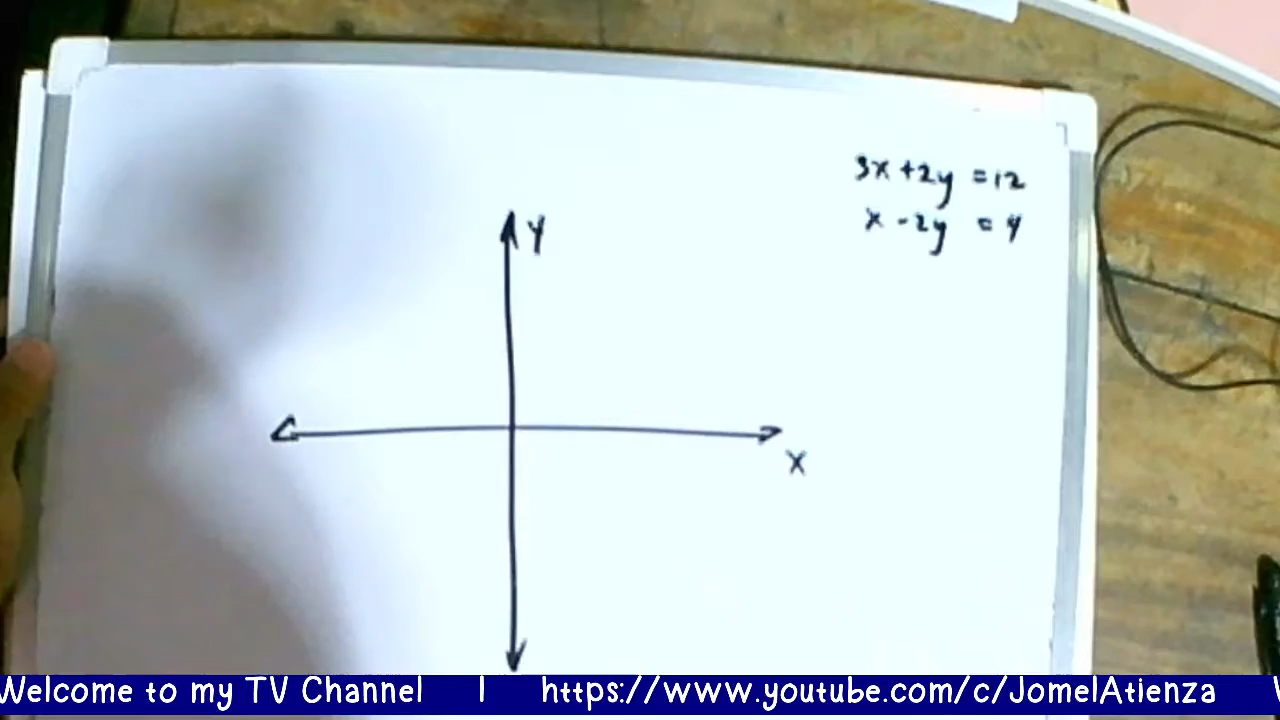 3x + 2y = 12
x - 2y = 4
y
x
Welcome to my TV Channel | https://www.youtube.com/c/JomelAtienza